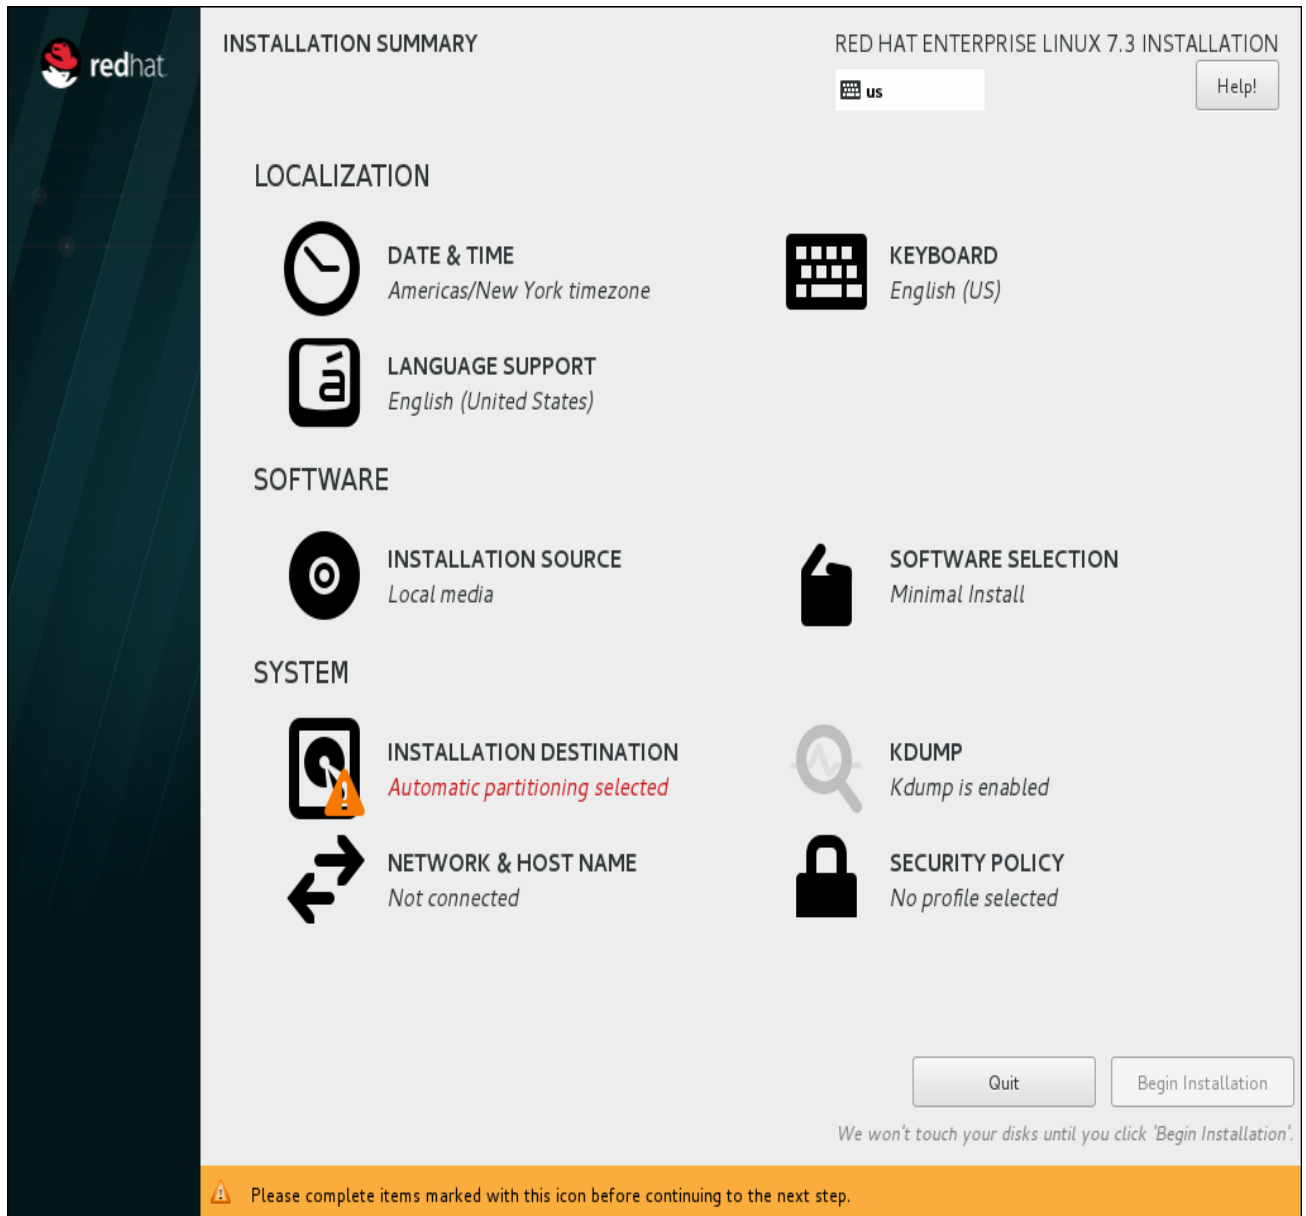 redhat
INSTALLATION SUMMARY
RED HAT ENTERPRISE LINUX 7.3 INSTALLATION
us
Help!
LOCALIZATION
DATE & TIME
Americas/New York timezone
KEYBOARD
English (US)
á
LANGUAGE SUPPORT
English (United States)
SOFTWARE
INSTALLATION SOURCE
Local media
SOFTWARE SELECTION
Minimal Install
SYSTEM
INSTALLATION DESTINATION
Automatic partitioning selected
KDUMP
Kdump is enabled
NETWORK & HOST NAME
Not connected
SECURITY POLICY
No profile selected
Quit
Begin Installation
We won't touch your disks until you click 'Begin Installation'.
Please complete items marked with this icon before continuing to the next step.